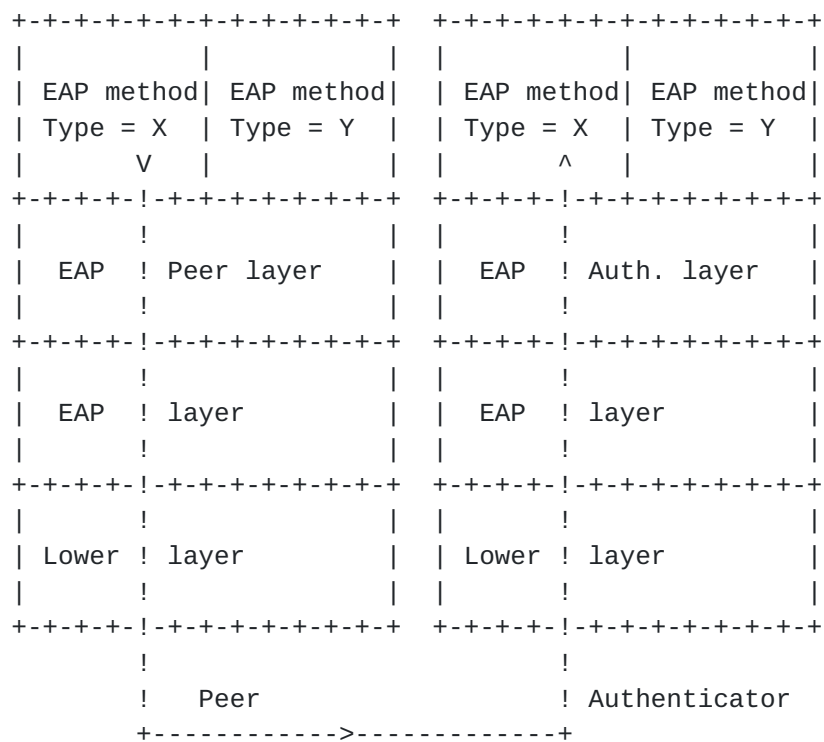 +-+-+-+-+-+-+-+-+-+-+-+-+  +-+-+-+-+-+-+-+-+-+-+-+-+
|           |           |  |           |           |
| EAP method| EAP method|  | EAP method| EAP method|
| Type = X  | Type = Y  |  | Type = X  | Type = Y  |
|       V   |           |  |       ^   |           |
+-+-+-+-!-+-+-+-+-+-+-+-+  +-+-+-+-!-+-+-+-+-+-+-+-+
|       !               |  |       !               |
|  EAP  ! Peer layer    |  |  EAP  ! Auth. layer   |
|       !               |  |       !               |
+-+-+-+-!-+-+-+-+-+-+-+-+  +-+-+-+-!-+-+-+-+-+-+-+-+
|       !               |  |       !               |
|  EAP  ! layer         |  |  EAP  ! layer         |
|       !               |  |       !               |
+-+-+-+-!-+-+-+-+-+-+-+-+  +-+-+-+-!-+-+-+-+-+-+-+-+
|       !               |  |       !               |
| Lower ! layer         |  | Lower ! layer         |
|       !               |  |       !               |
+-+-+-+-!-+-+-+-+-+-+-+-+  +-+-+-+-!-+-+-+-+-+-+-+-+
        !                          !
        !   Peer                   ! Authenticator
        +------------>-------------+